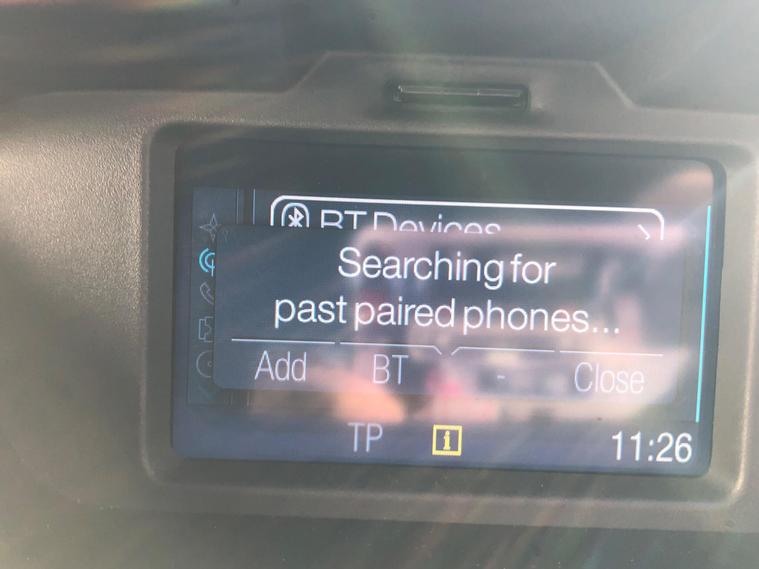 BT Devices
Searching for
past paired phones...
Add BT - Close
TP i 11:26